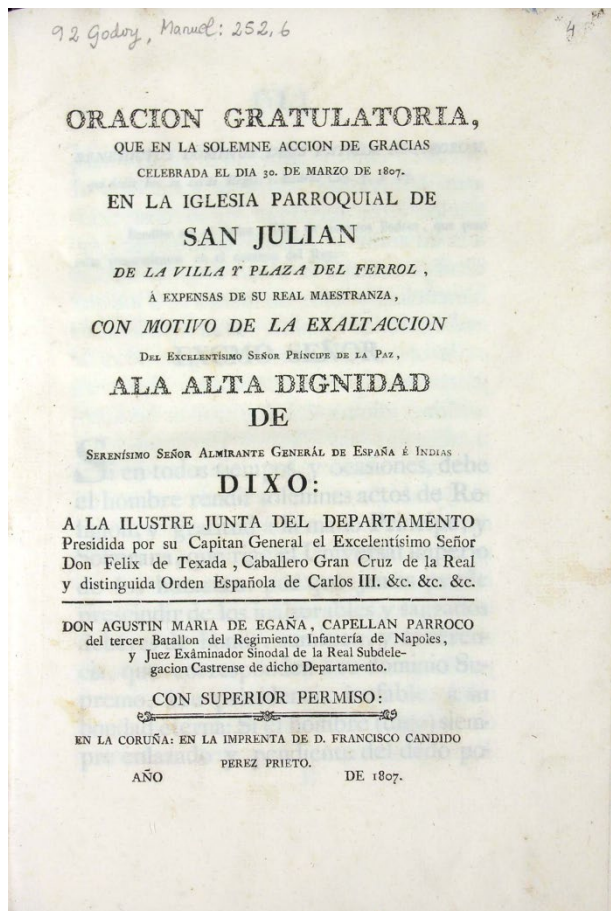 92 Godoy, Manuel: 252,6
4
ORACION GRATULATORIA,
QUE EN LA SOLEMNE ACCION DE GRACIAS
CELEBRADA EL DIA 30. DE MARZO DE 1807.
EN LA IGLESIA PARROQUIAL DE
SAN JULIAN
DE LA VILLA Y PLAZA DEL FERROL,
Á EXPENSAS DE SU REAL MAESTRANZA,
CON MOTIVO DE LA EXALTACCION
DEL EXCELENTÍSIMO SEÑOR PRÍNCIPE DE LA PAZ,
ALA ALTA DIGNIDAD
DE
SERENÍSIMO SEÑOR ALMIRANTE GENERÁL DE ESPAÑA É INDIAS
DIXO:
A LA ILUSTRE JUNTA DEL DEPARTAMENTO
Presidida por su Capitan General el Excelentísimo Señor
Don Felix de Texada, Caballero Gran Cruz de la Real
y distinguida Orden Española de Carlos III. &c. &c. &c.
DON AGUSTIN MARIA DE EGAÑA, CAPELLAN PARROCO
del tercer Batallon del Regimiento Infantería de Napoles,
y Juez Exâminador Sinodal de la Real Subdele-
gacion Castrense de dicho Departamento.
CON SUPERIOR PERMISO:
EN LA CORUÑA: EN LA IMPRENTA DE D. FRANCISCO CANDIDO
PEREZ PRIETO.
AÑO DE 1807.